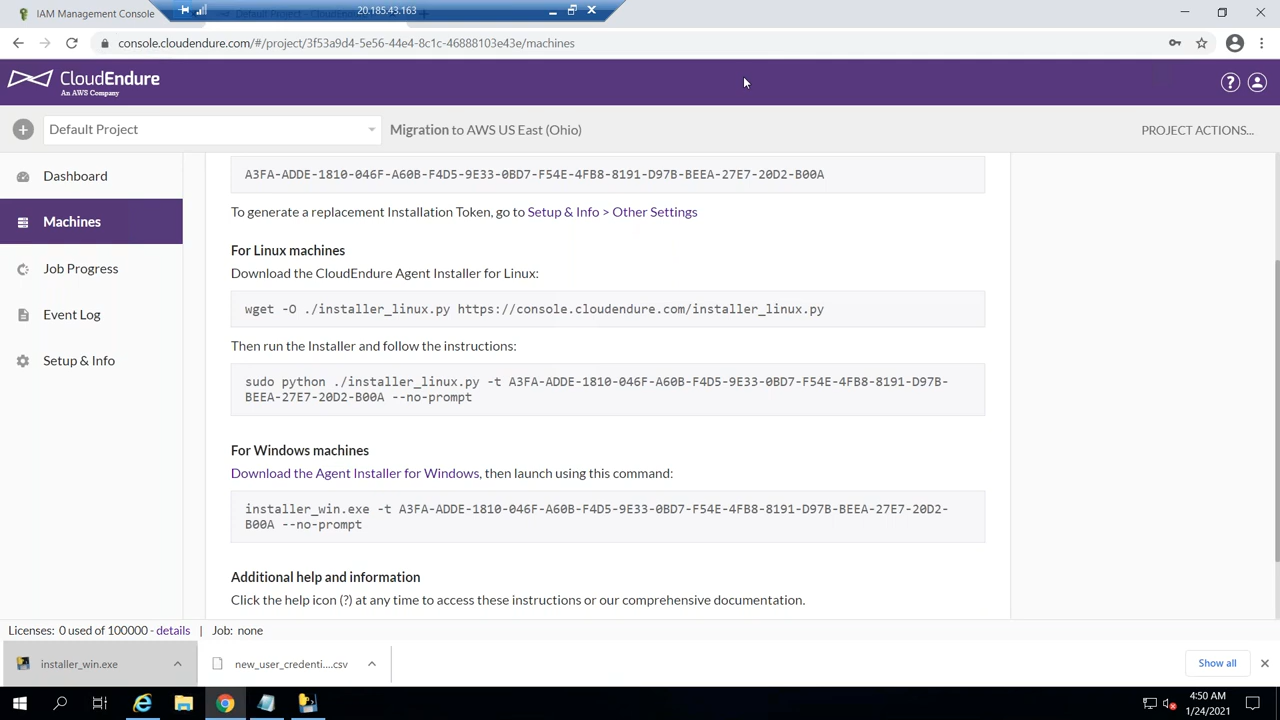 IAM Management Console
Default Project - CloudEndure
20.185.43.163
console.cloudendure.com/#/project/3f53a9d4-5e56-44e4-8c1c-46888103e43e/machines
CloudEndure
An AWS Company
Default Project
Migration to AWS US East (Ohio)
PROJECT ACTIONS...
Dashboard
Machines
Job Progress
Event Log
Setup & Info
A3FA-ADDE-1810-046F-A60B-F4D5-9E33-0BD7-F54E-4FB8-8191-D97B-BEEA-27E7-20D2-B00A
To generate a replacement Installation Token, go to Setup & Info > Other Settings
For Linux machines
Download the CloudEndure Agent Installer for Linux:
wget -O ./installer_linux.py https://console.cloudendure.com/installer_linux.py
Then run the Installer and follow the instructions:
sudo python ./installer_linux.py -t A3FA-ADDE-1810-046F-A60B-F4D5-9E33-0BD7-F54E-4FB8-8191-D97B-
BEEA-27E7-20D2-B00A --no-prompt
For Windows machines
Download the Agent Installer for Windows, then launch using this command:
installer_win.exe -t A3FA-ADDE-1810-046F-A60B-F4D5-9E33-0BD7-F54E-4FB8-8191-D97B-BEEA-27E7-20D2-
B00A --no-prompt
Additional help and information
Click the help icon (?) at any time to access these instructions or our comprehensive documentation.
Licenses: 0 used of 100000 - details | Job: none
installer_win.exe
new_user_credenti....csv
Show all
4:50 AM
1/24/2021